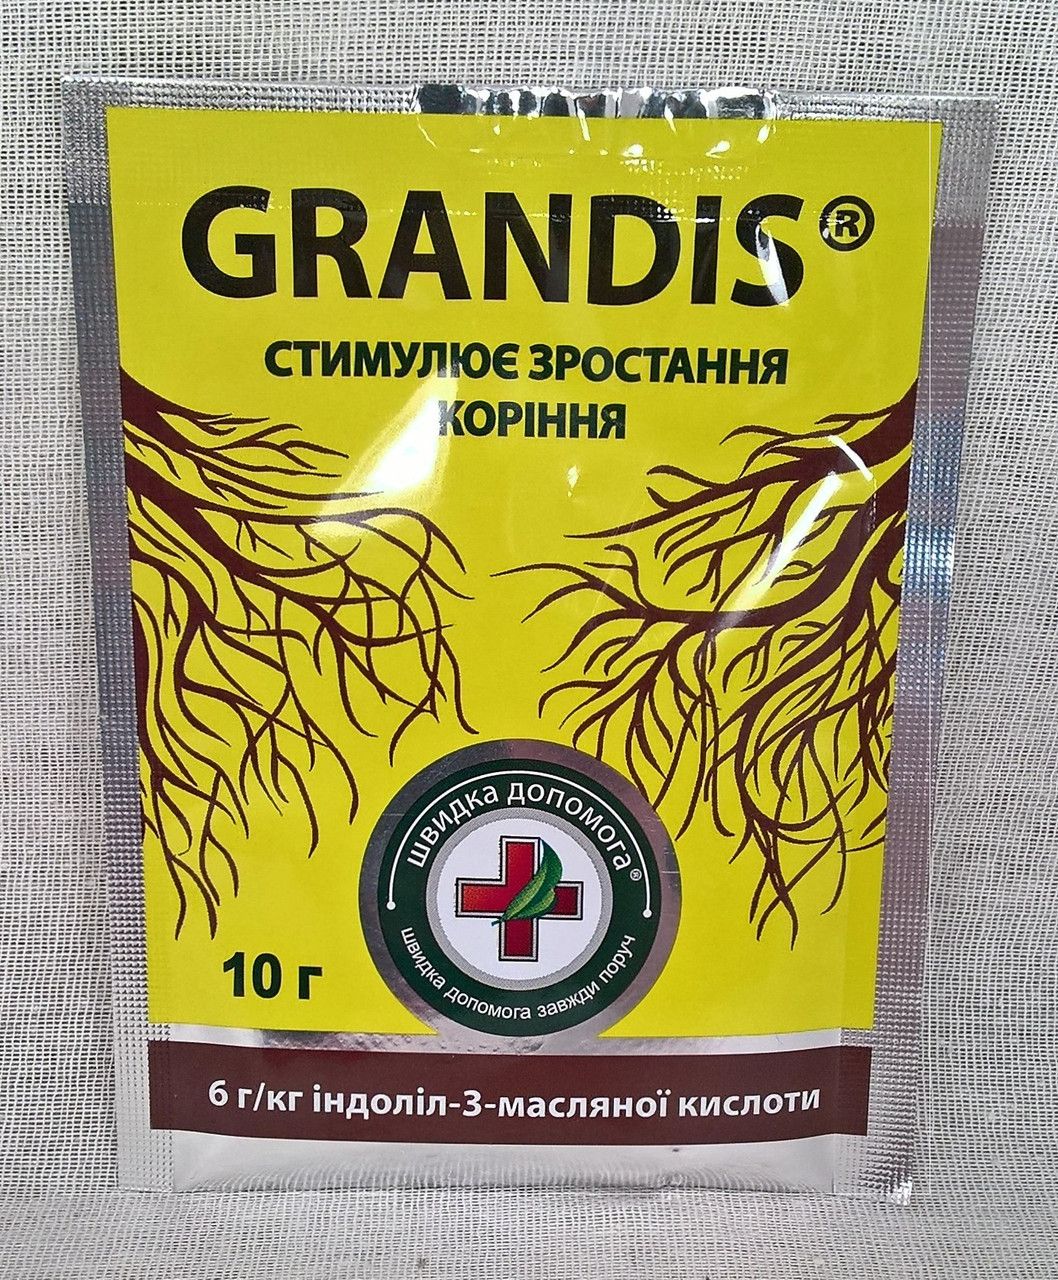 GRANDIS®
СТИМУЛЮЄ ЗРОСТАННЯ
КОРІННЯ
швидка допомога®
швидка допомога завжди поруч
10 г
6 г/кг індоліл-3-масляної кислоти